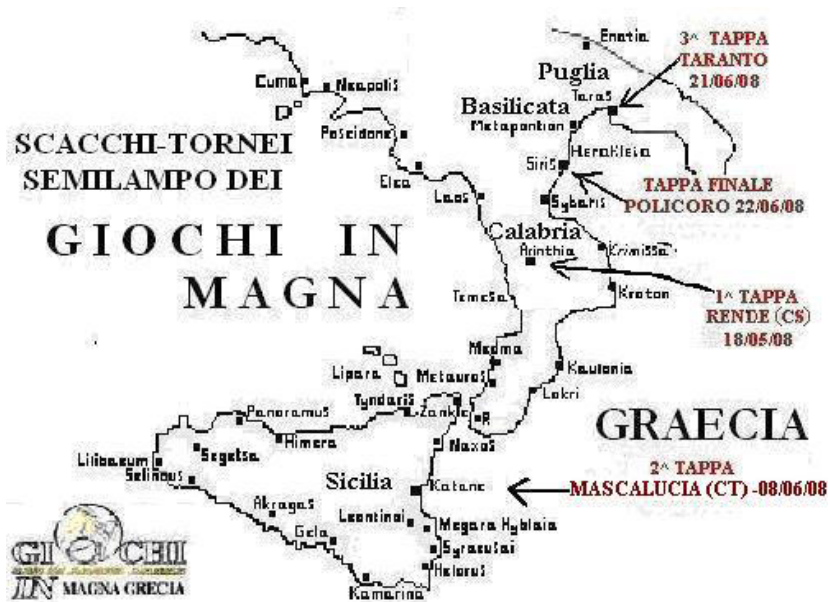 Enatia
3^ TAPPA
TARANTO
21/06/08
Puglia
Taras
Cuma
Neapolis
Basilicata
Metapontion
SCACCHI-TORNEI
SEMILAMPO DEI
Poseidone
Herakleia
Siris
Elea
TAPPA FINALE
POLICORO 22/06/08
Laos
Sybaris
GIOCHI IN
MAGNA
Calabria
Arinthia
Krimissa
Temesa
Kroton
1^ TAPPA
RENDE (CS)
18/05/08
Medma
Lipara
Metauros
Kaulonia
Tyndaris
Lokri
Panoramus
Zankle
R
GRAECIA
Himera
Naxos
Lilibaeum
Segetsa
Selinous
Sicilia
Katane
2^ TAPPA
MASCALUCIA (CT) -08/06/08
Akragas
Leontinoi
Megara Hyblaia
Gela
Syracusai
Helorus
Kamarina
GIOCHI
IN MAGNA GRECIA